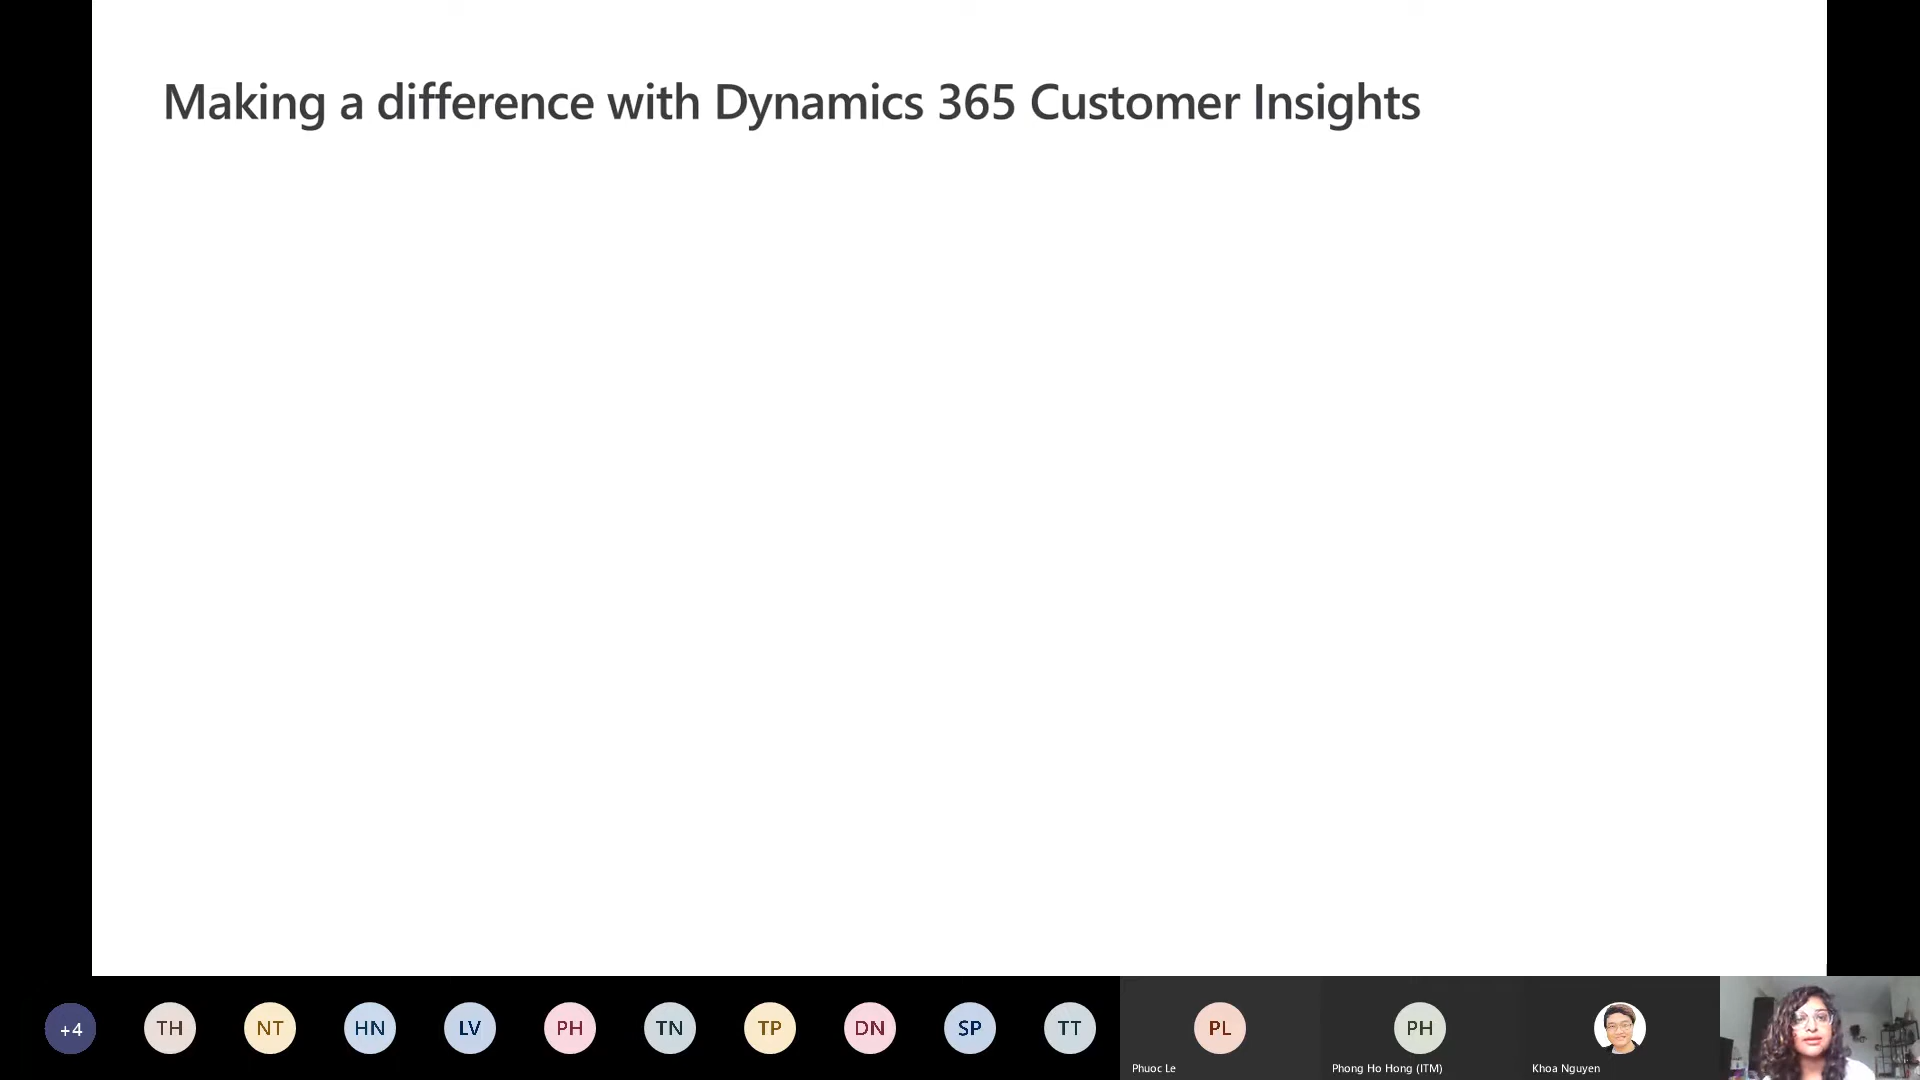 Making a difference with Dynamics 365 Customer Insights
+4
TH
NT
HN
LV
PH
TN
TP
DN
SP
TT
PL
PH
Phuoc Le
Phong Ho Hong (ITM)
Khoa Nguyen